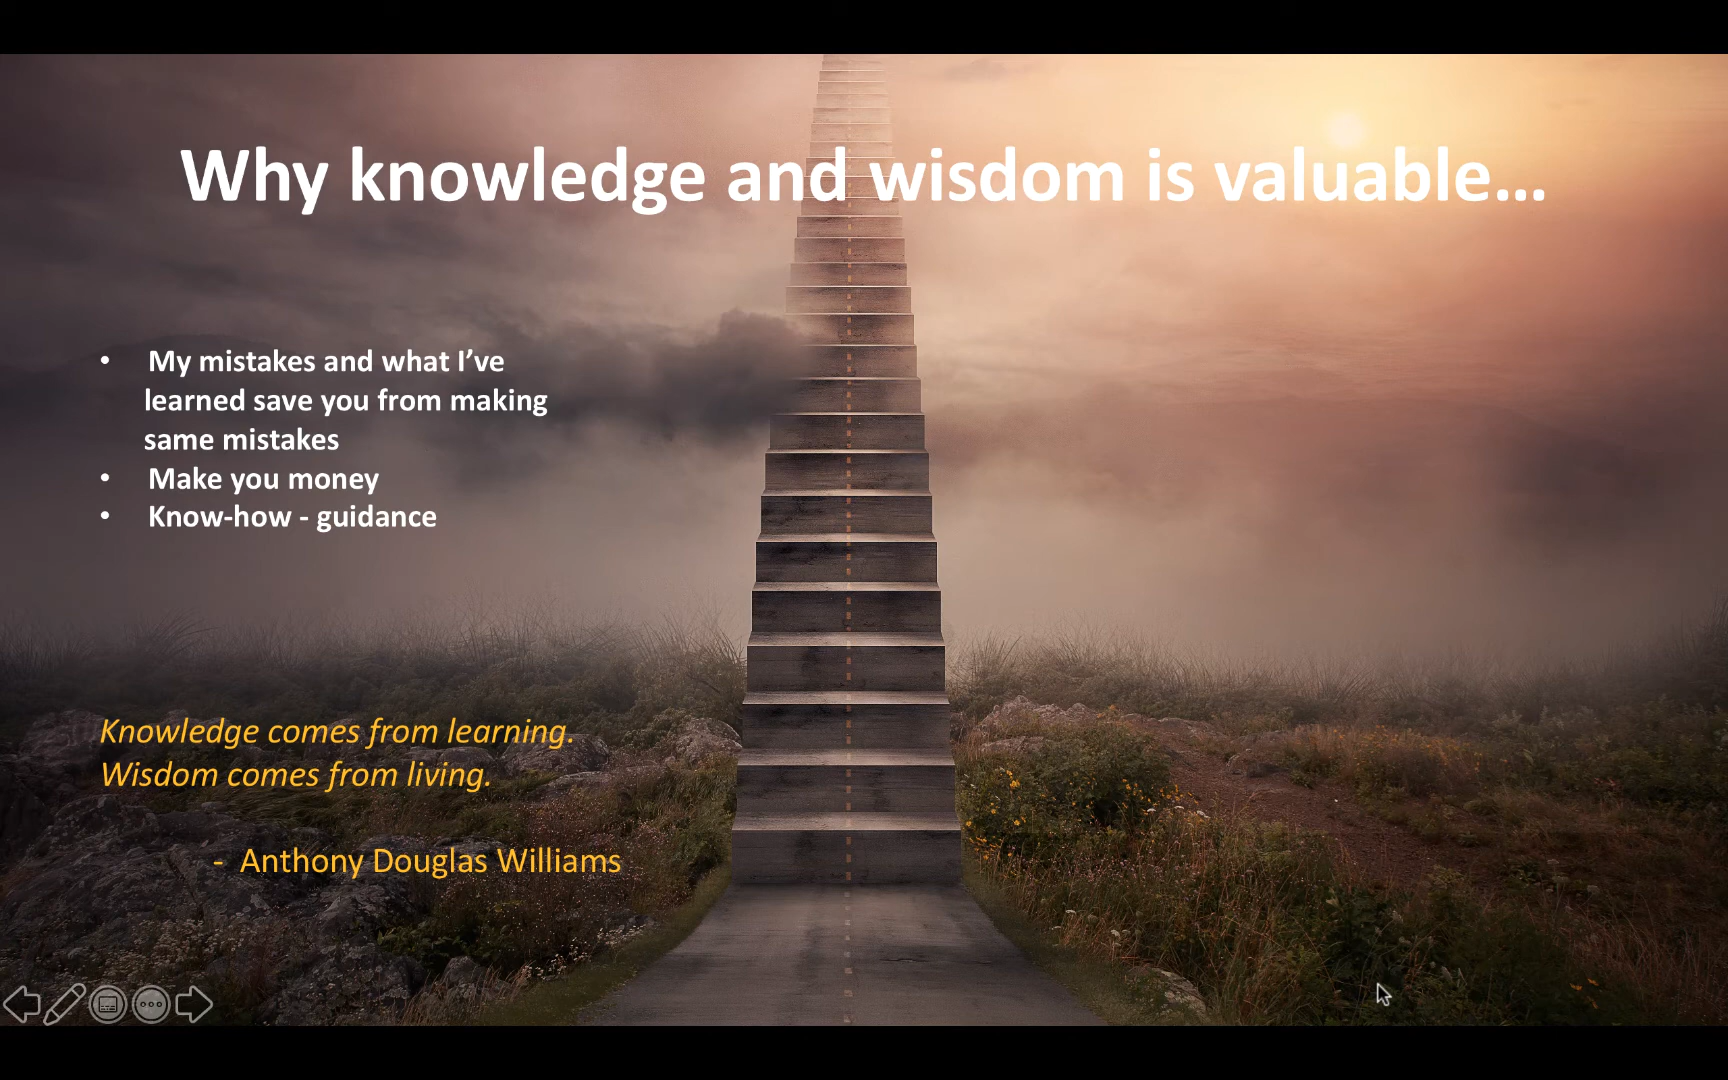 Why knowledge and wisdom is valuable...
• My mistakes and what I’ve
learned save you from making
same mistakes
• Make you money
• Know-how - guidance
Knowledge comes from learning.
Wisdom comes from living.
- Anthony Douglas Williams